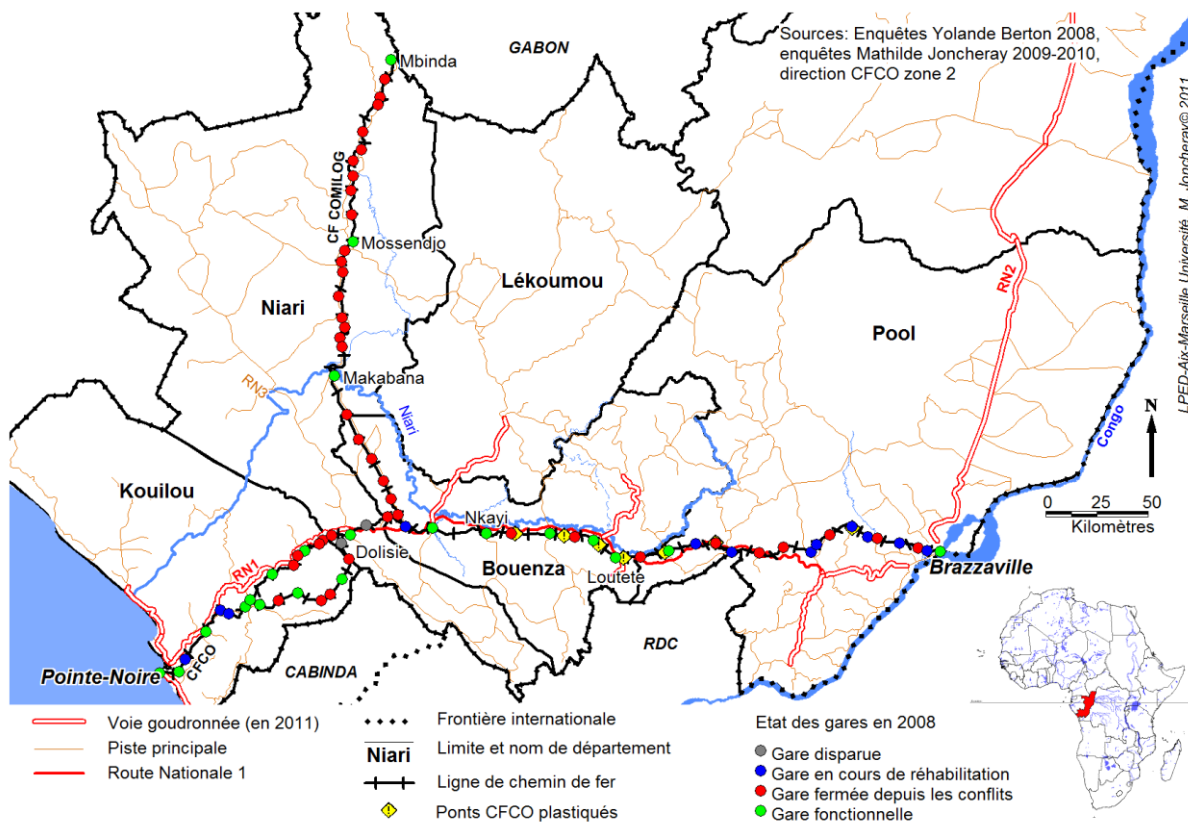 GABON
Sources: Enquêtes Yolande Berton 2008,
enquêtes Mathilde Joncheray 2009-2010,
direction CFCO zone 2
LPED-Aix-Marseille Université, M. Joncheray© 2011
Mbinda
CF COMILOG
Mossendjo
Lékoumou
Niari
RN2
Pool
Makabana
RN3
Niari
Congo
N
Kouilou
0 25 50
Kilomètres
Nkayi
Dolisie
Bouenza
Loutete
Brazzaville
RN1
RDC
CABINDA
CFCO
Pointe-Noire
Voie goudronnée (en 2011)
Piste principale
Route Nationale 1
Frontière internationale
Niari
Limite et nom de département
Ligne de chemin de fer
Ponts CFCO plastiqués
Etat des gares en 2008
Gare disparue
Gare en cours de réhabilitation
Gare fermée depuis les conflits
Gare fonctionnelle